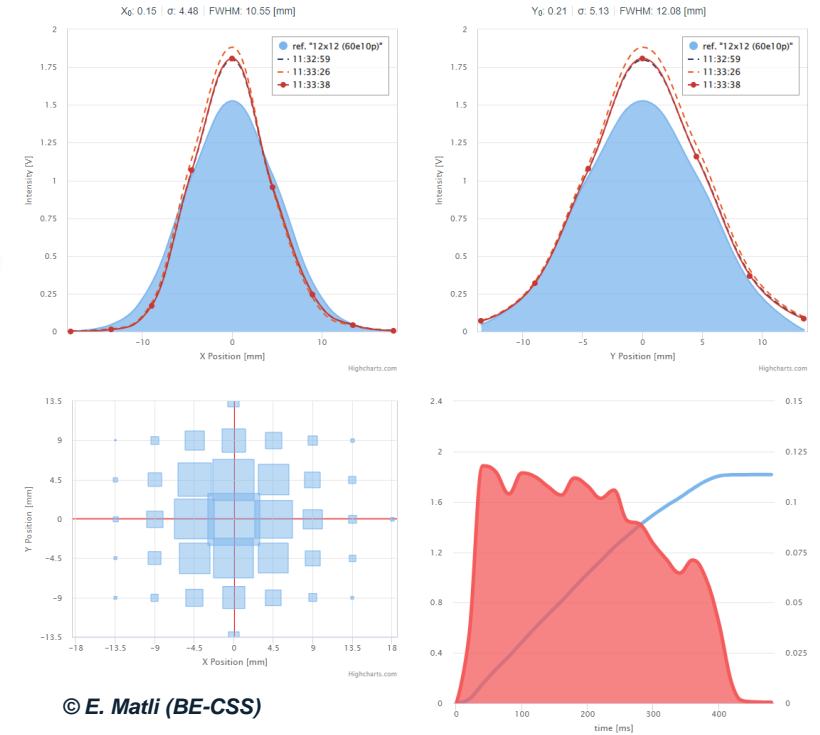 X₀: 0.15 | σ: 4.48 | FWHM: 10.55 [mm]
2
1.75
1.5
1.25
1
0.75
0.5
0.25
0
Intensity [V]
ref. "12x12 (60e10p)"
11:32:59
11:33:26
11:33:38
−10 0 10
X Position [mm]
Highcharts.com
Y₀: 0.21 | σ: 5.13 | FWHM: 12.08 [mm]
2
1.75
1.5
1.25
1
0.75
0.5
0.25
0
Intensity [V]
ref. "12x12 (60e10p)"
11:32:59
11:33:26
11:33:38
−10 −5 0 5 10
Y Position [mm]
Highcharts.com
13.5
9
4.5
0
−4.5
−9
−13.5
Y Position [mm]
−18 −13.5 −9 −4.5 0 4.5 9 13.5 18
X Position [mm]
Highcharts.com
2.4
2
1.6
1.2
0.8
0.4
0
0.15
0.125
0.1
0.075
0.05
0.025
0
0 100 200 300 400
time [ms]
© E. Matli (BE-CSS)